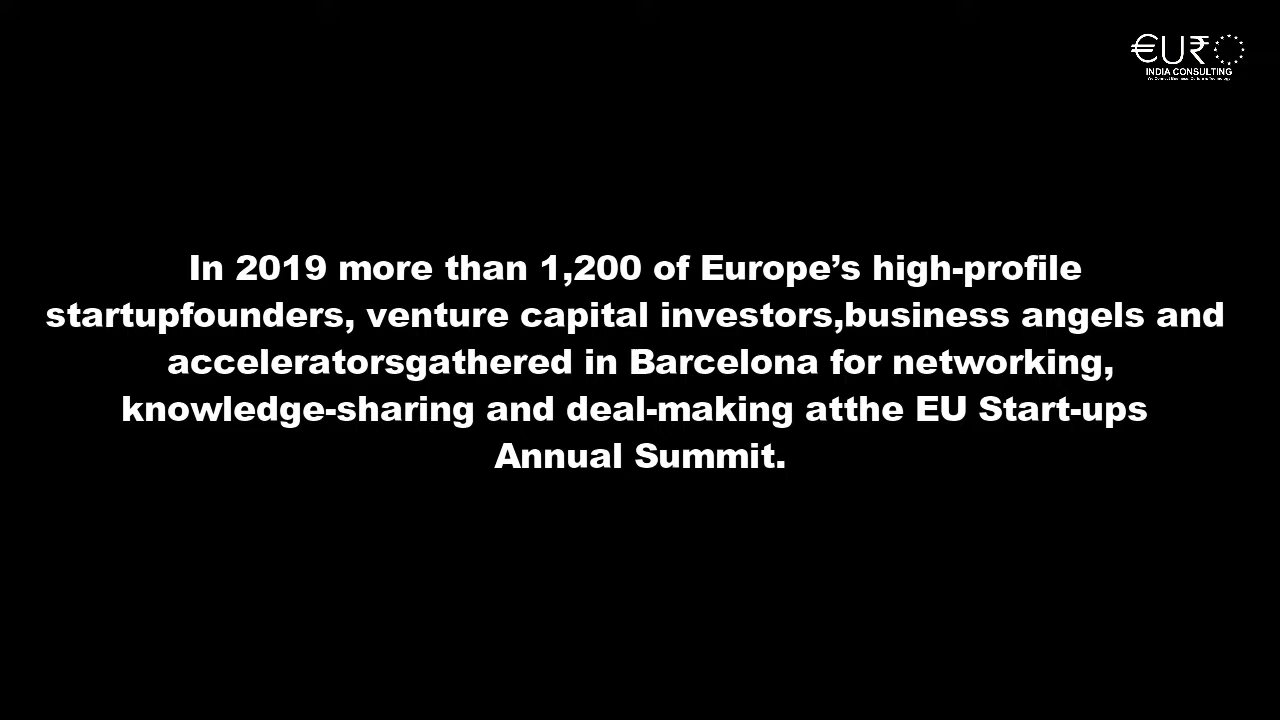 €UR₹O
INDIA CONSULTING
In 2019 more than 1,200 of Europe’s high-profile
startupfounders, venture capital investors,business angels and
acceleratorsgathered in Barcelona for networking,
knowledge-sharing and deal-making atthe EU Start-ups
Annual Summit.